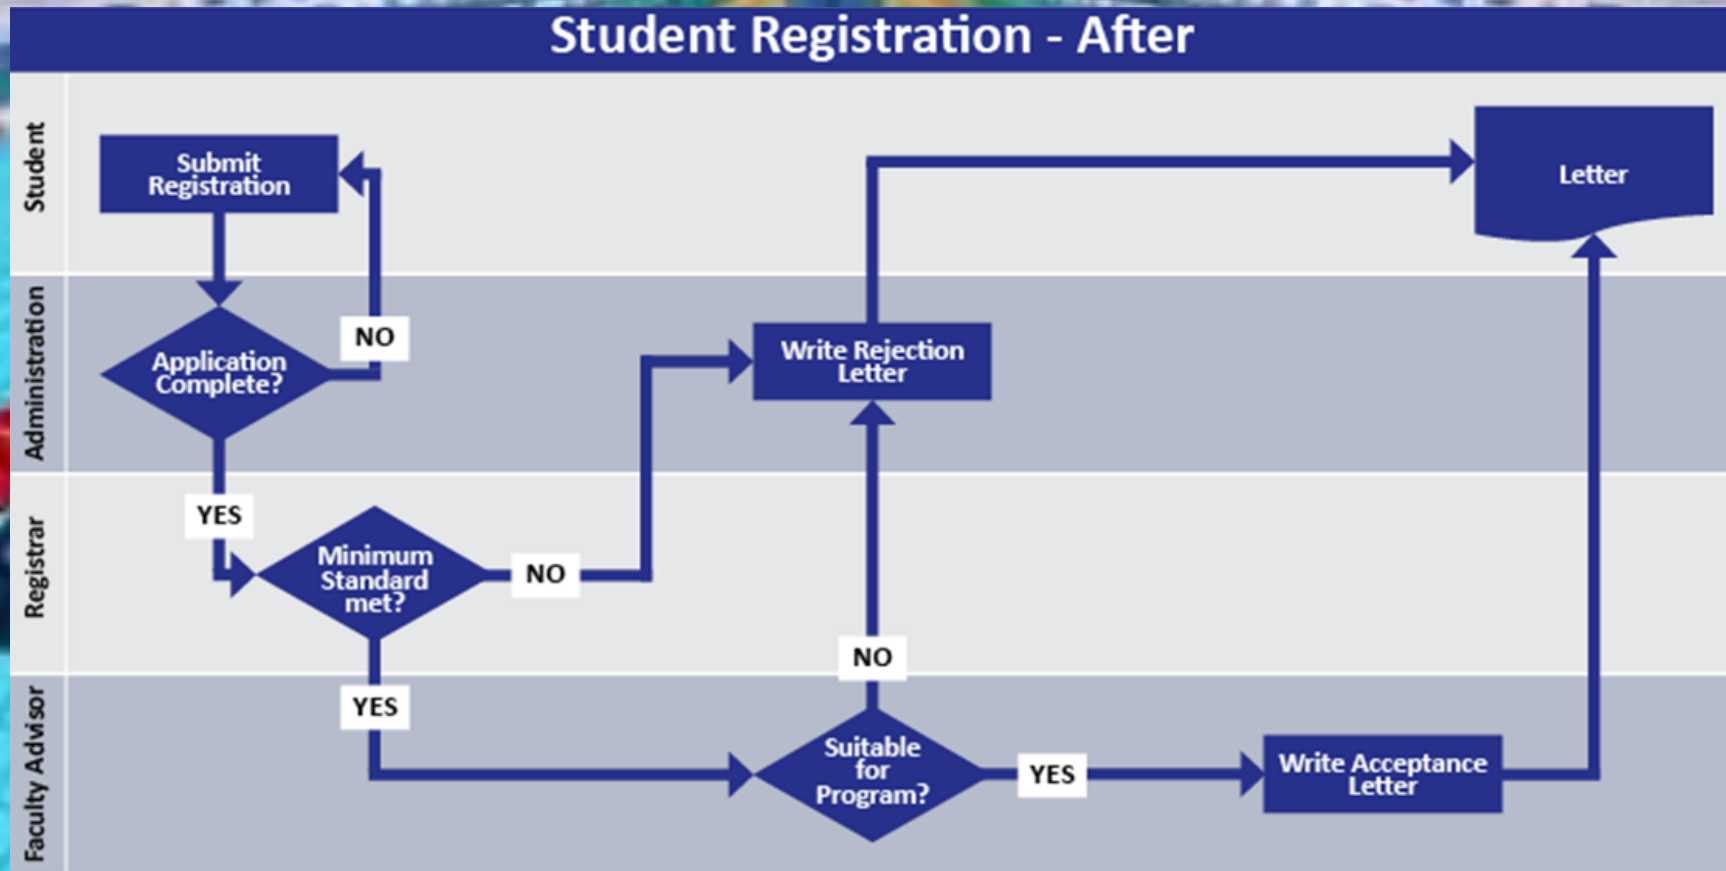 Student Registration - After
Student
Submit
Registration
Letter
Administration
Application
Complete?
NO
Write Rejection
Letter
Registrar
YES
Minimum
Standard
met?
NO
NO
Faculty Advisor
YES
Suitable
for
Program?
YES
Write Acceptance
Letter